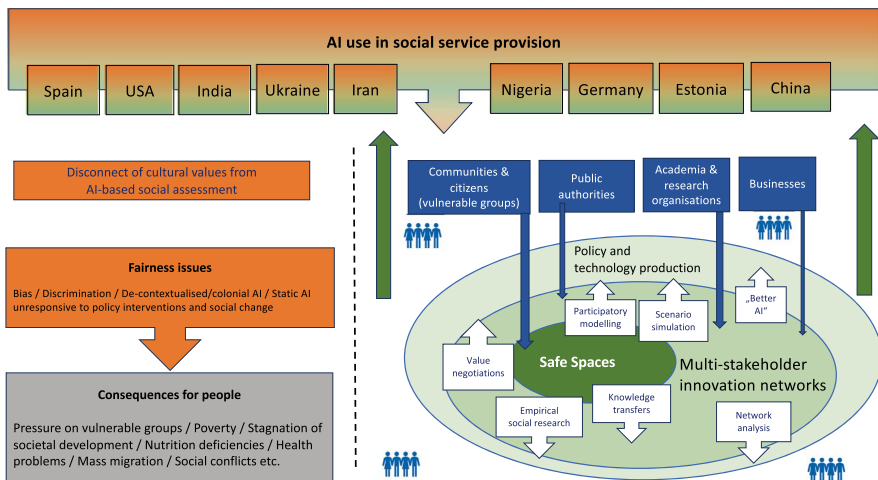 AI use in social service provision
Spain
USA
India
Ukraine
Iran
Nigeria
Germany
Estonia
China
Disconnect of cultural values from
AI-based social assessment
Fairness issues
Bias / Discrimination / De-contextualised/colonial AI / Static AI
unresponsive to policy interventions and social change
Consequences for people
Pressure on vulnerable groups / Poverty / Stagnation of
societal development / Nutrition deficiencies / Health
problems / Mass migration / Social conflicts etc.
Communities &
citizens
(vulnerable groups)
Public
authorities
Academia &
research
organisations
Businesses
Policy and
technology production
Participatory
modelling
Scenario
simulation
„Better
AI“
Value
negotiations
Safe Spaces
Multi-stakeholder
innovation networks
Empirical
social research
Knowledge
transfers
Network
analysis